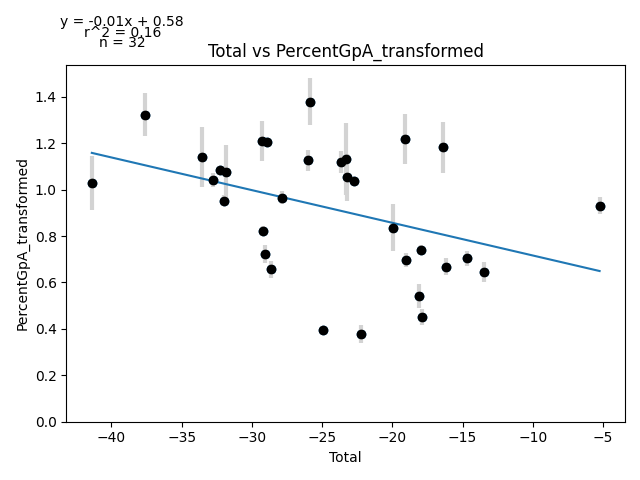 y = -0.01x + 0.58
r^2 = 0.16
n = 32
Total vs PercentGpA_transformed
PercentGpA_transformed
1.4
1.2
1.0
0.8
0.6
0.4
0.2
0.0
−40 −35 −30 −25 −20 −15 −10 −5
Total